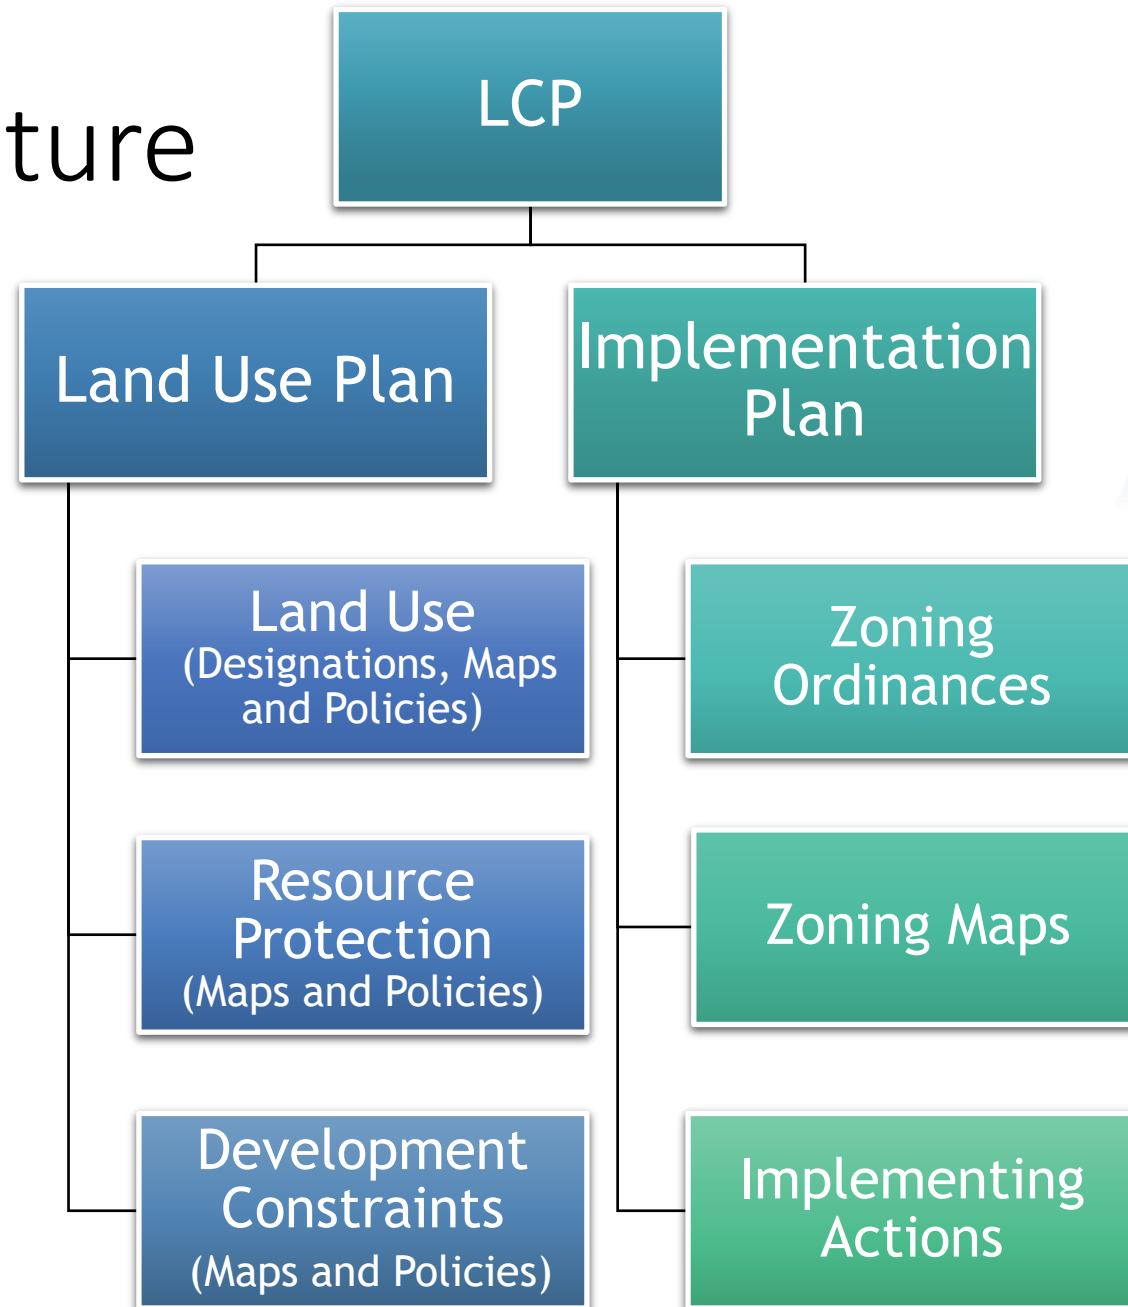 LCP
ture
Land Use Plan
Implementation
Plan
Land Use
(Designations, Maps
and Policies)
Resource
Protection
(Maps and Policies)
Development
Constraints
(Maps and Policies)
Zoning
Ordinances
Zoning Maps
Implementing
Actions